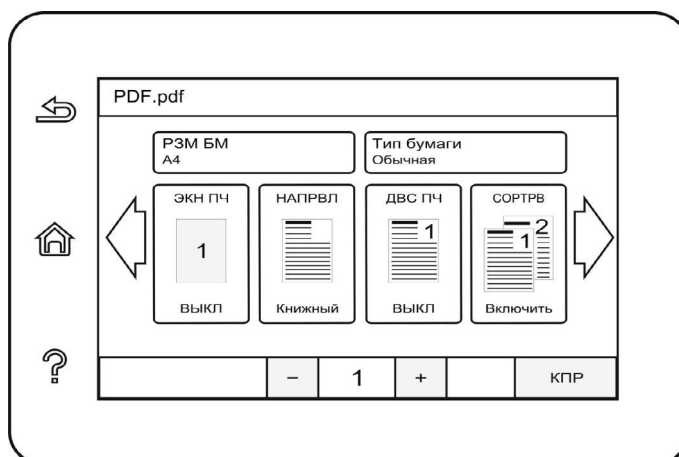 PDF.pdf
РЗМ БМ
A4
Тип бумаги
Обычная
ЭКН ПЧ
1
ВЫКЛ
НАПРВЛ
Книжный
ДВС ПЧ
1
ВЫКЛ
СОРТРВ
1
2
Включить
?
− 1 +
КПР